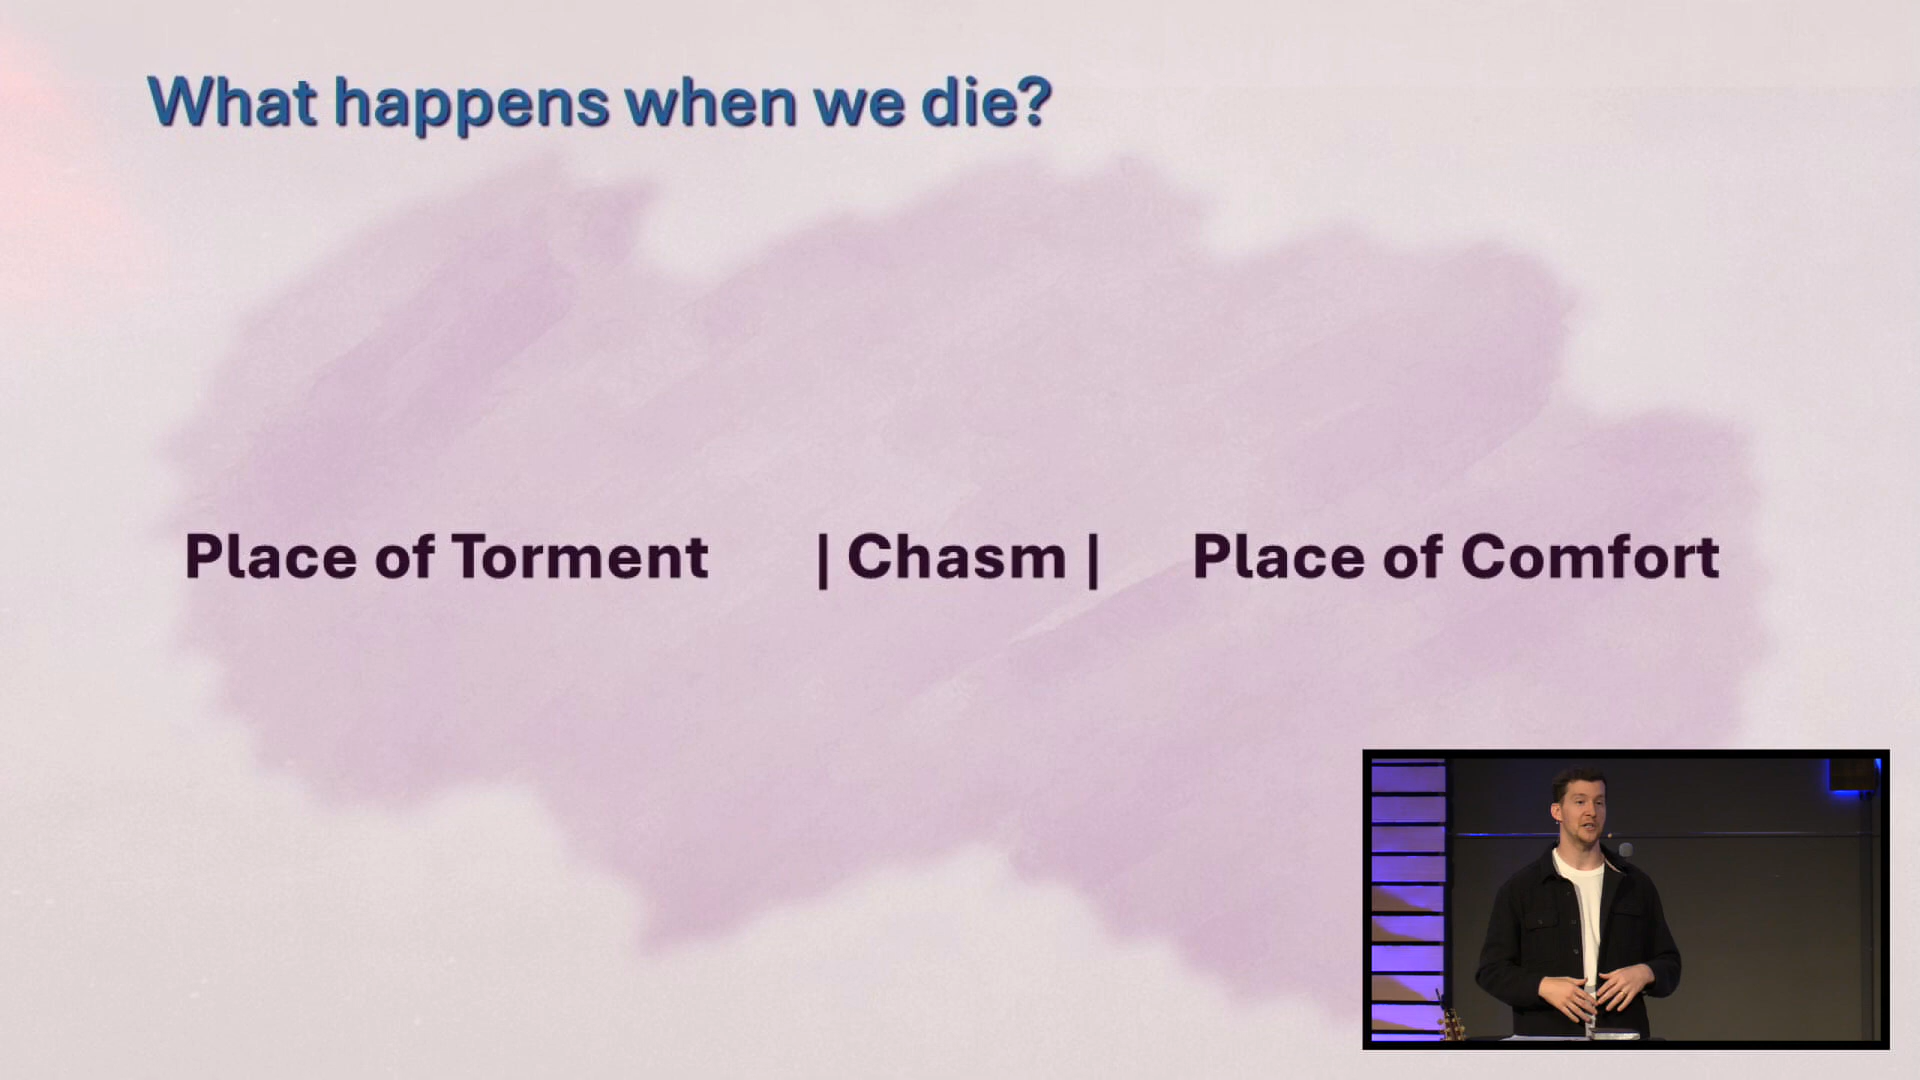 What happens when we die?
Place of Torment | Chasm | Place of Comfort